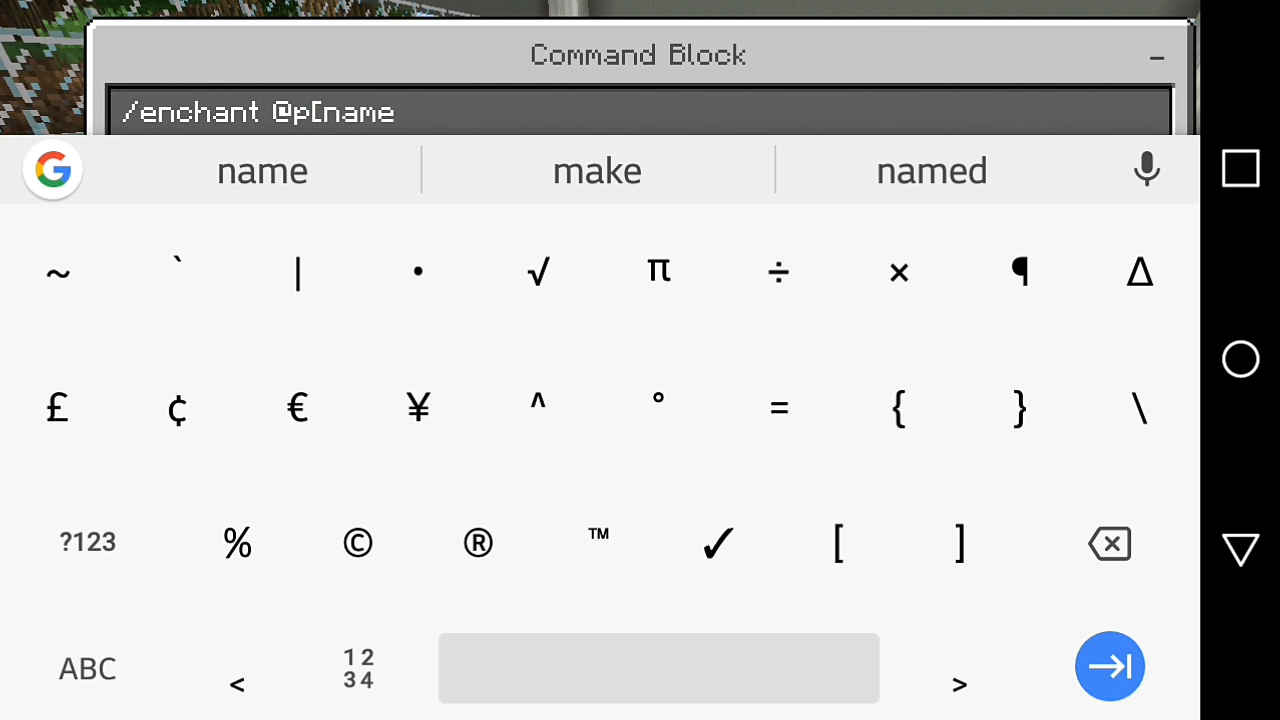 Command Block
/enchant @p[name
G name make named
~ ` | • √ π ÷ × ¶ Δ
£ ¢ € ¥ ^ ° = { } \
?123 % © ® ™ ✓ [ ]
ABC < 12 34 >